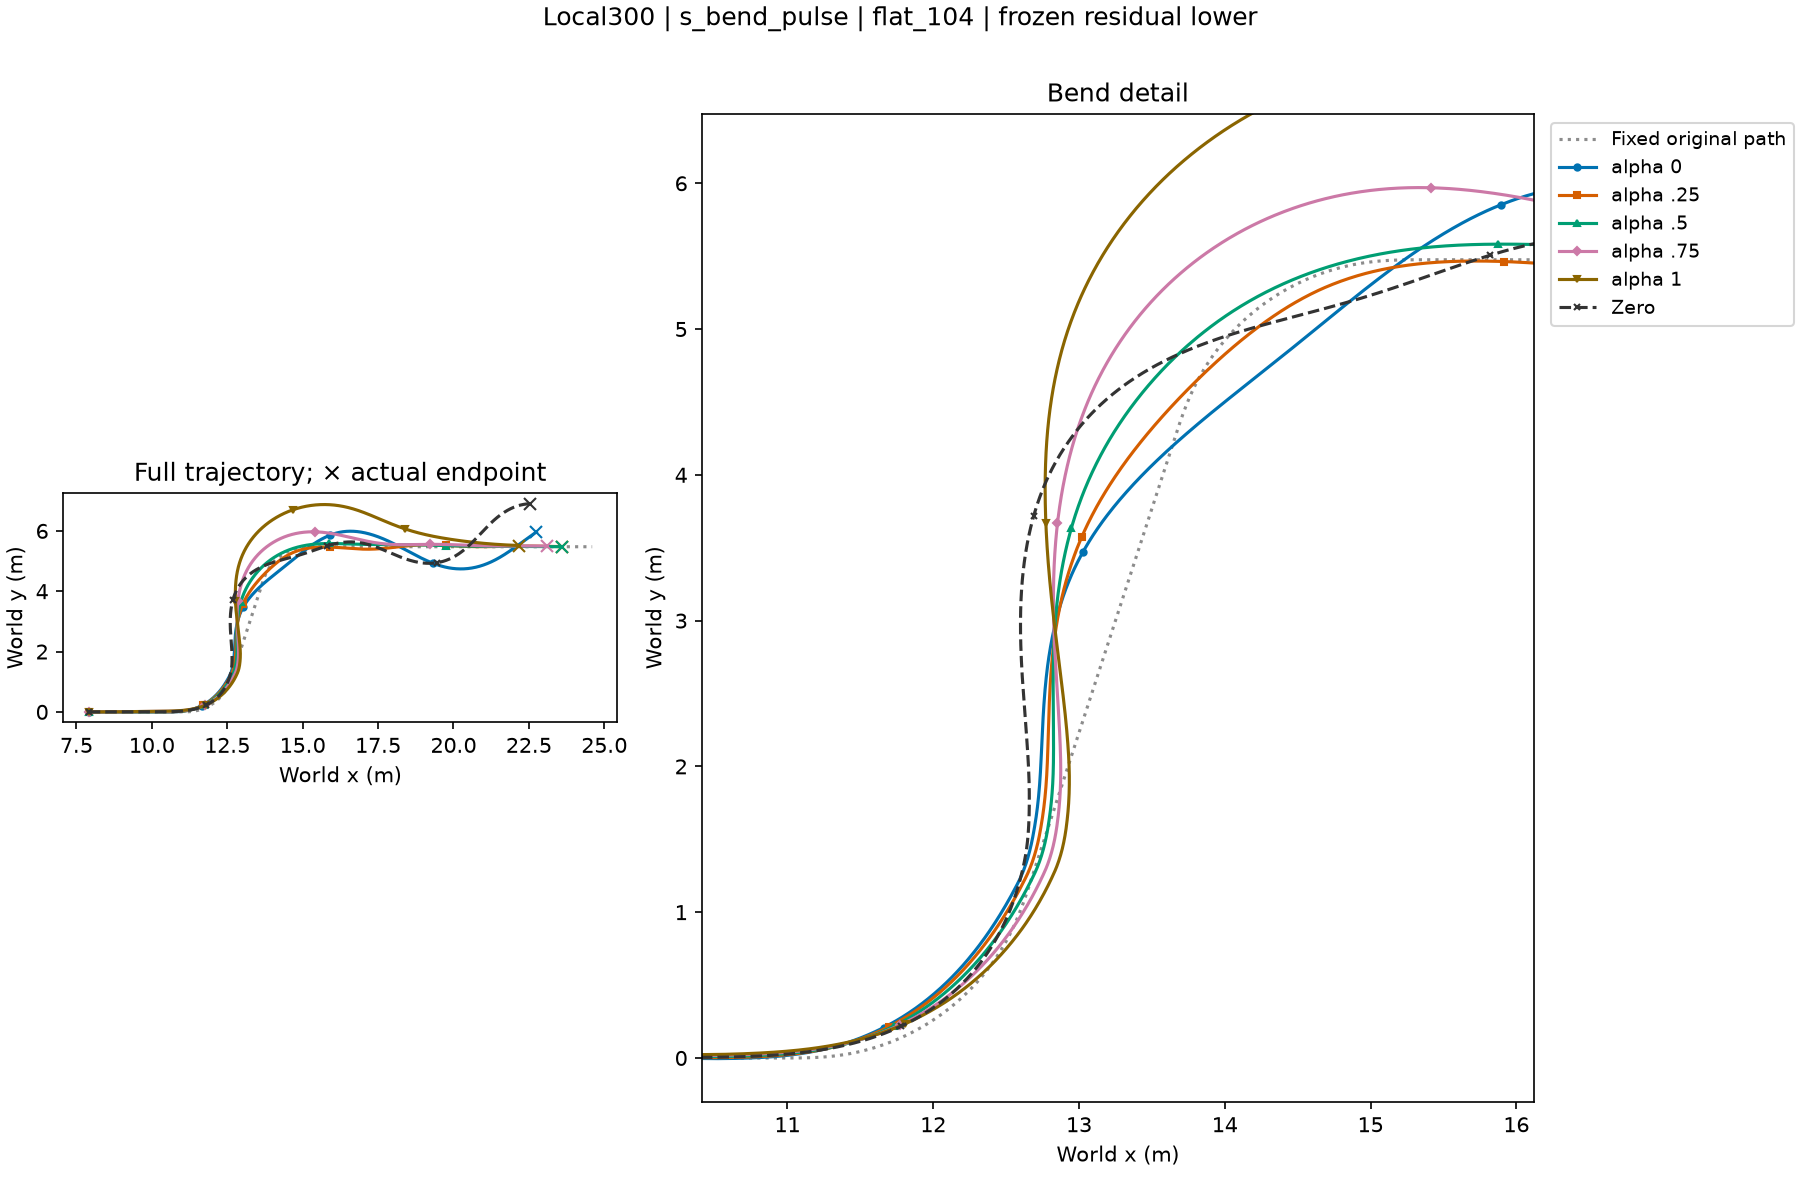 Local300 | s_bend_pulse | flat_104 | frozen residual lower
Full trajectory; × actual endpoint
World y (m)
6
4
2
0
7.5 10.0 12.5 15.0 17.5 20.0 22.5 25.0
World x (m)
Bend detail
World y (m)
6
5
4
3
2
1
0
11 12 13 14 15 16
World x (m)
Fixed original path
alpha 0
alpha .25
alpha .5
alpha .75
alpha 1
Zero